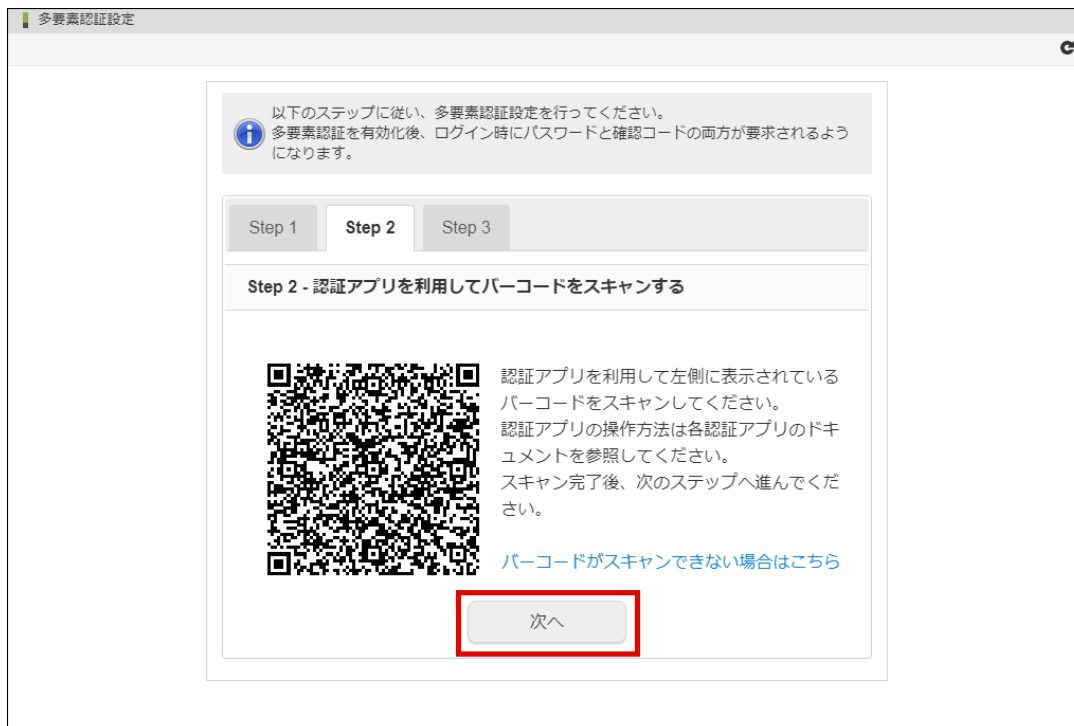 多要素認証設定
以下のステップに従い、多要素認証設定を行ってください。
多要素認証を有効化後、ログイン時にパスワードと確認コードの両方が要求されるよう
になります。
Step 1
Step 2
Step 3
Step 2 - 認証アプリを利用してバーコードをスキャンする
認証アプリを利用して左側に表示されている
バーコードをスキャンしてください。
認証アプリの操作方法は各認証アプリのドキ
ュメントを参照してください。
スキャン完了後、次のステップへ進んでくだ
さい。
バーコードがスキャンできない場合はこちら
次へ